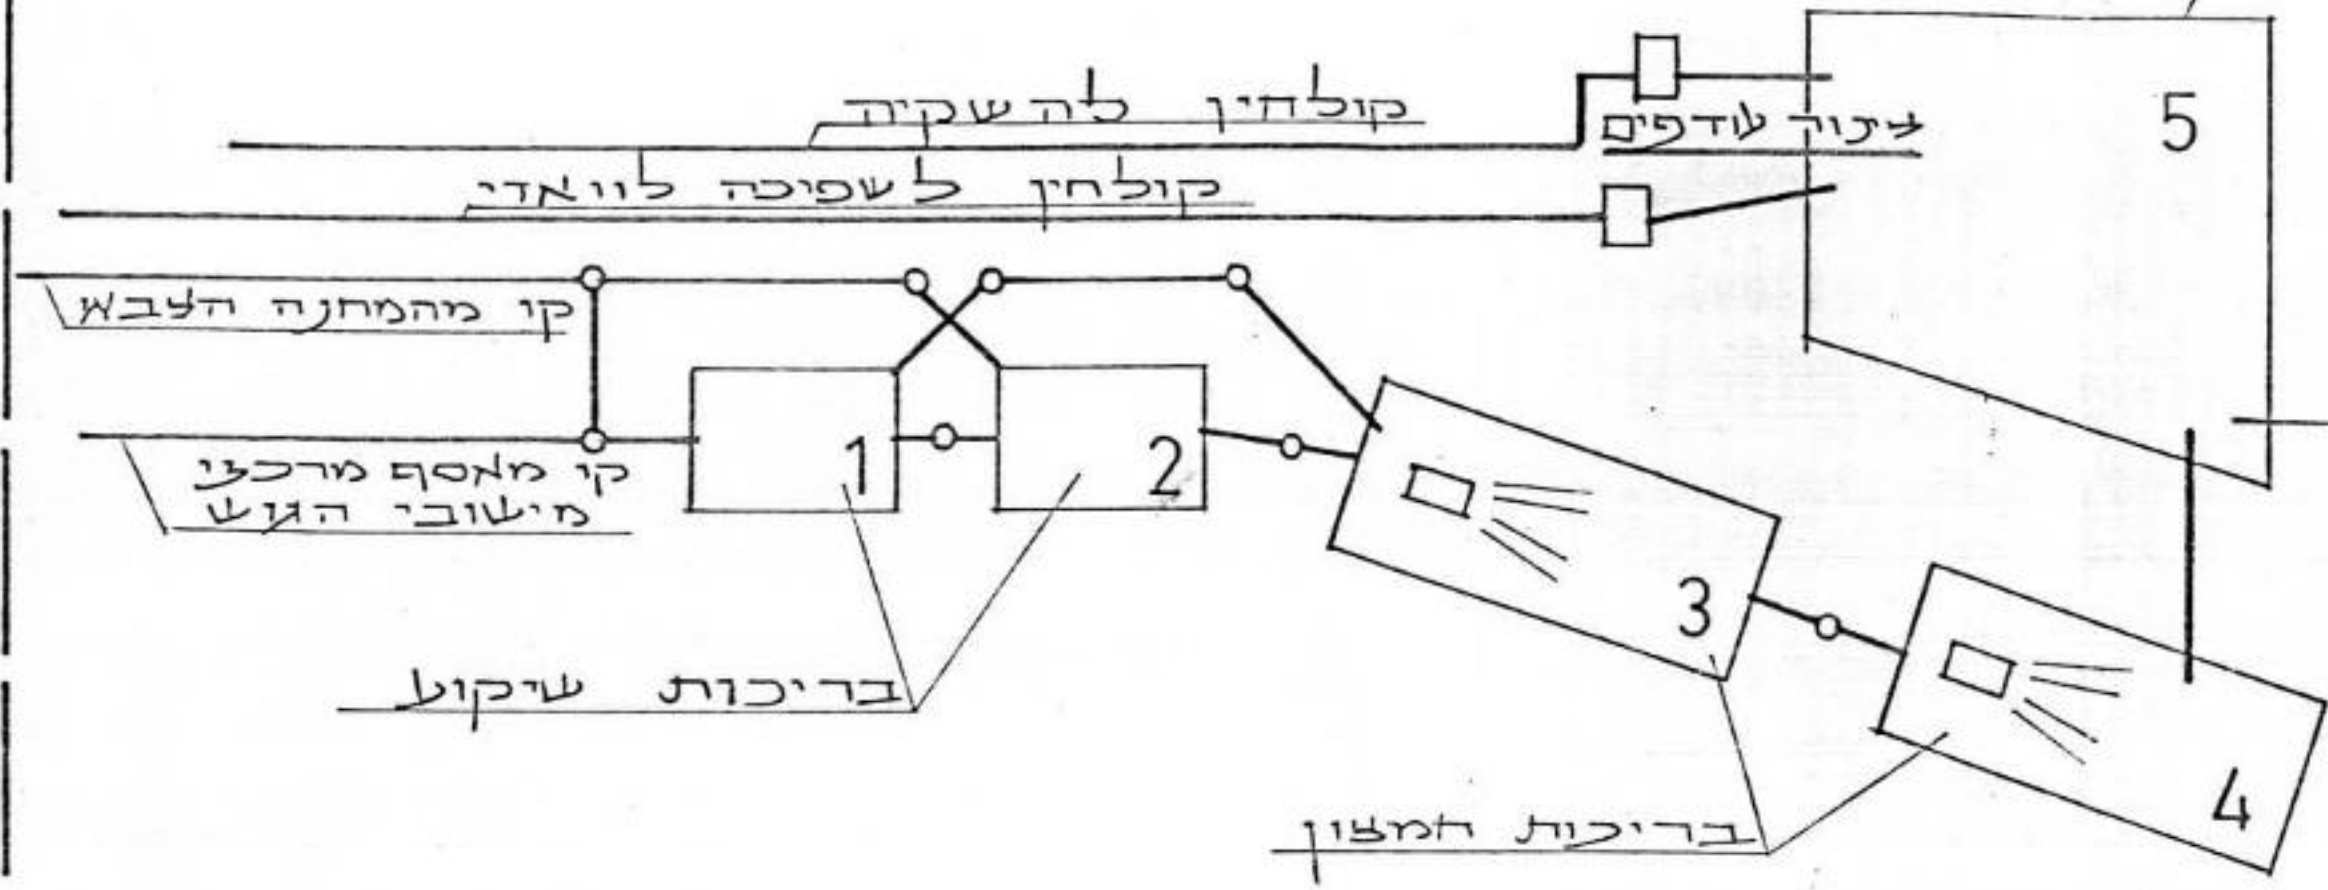 קולחין להשקיה
5
צינור עודפים
קולחין לשפיכה לוואדי
קו מהמחנה הצבאי
קו מאסף מרכזי
מישובי הגוש
1
2
3
4
בריכות שיקוע
בריכות חמצון